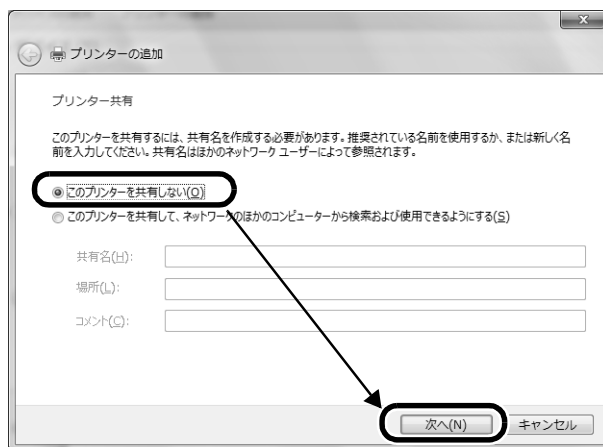 プリンターの追加
プリンター共有
このプリンターを共有するには、共有名を作成する必要があります。推奨されている名前を使用するか、または新しく名
前を入力してください。共有名はほかのネットワーク ユーザーによって参照されます。
このプリンターを共有しない(O)
このプリンターを共有して、ネットワークのほかのコンピューターから検索および使用できるようにする(S)
共有名(H):
場所(L):
コメント(C):
次へ(N)
キャンセル